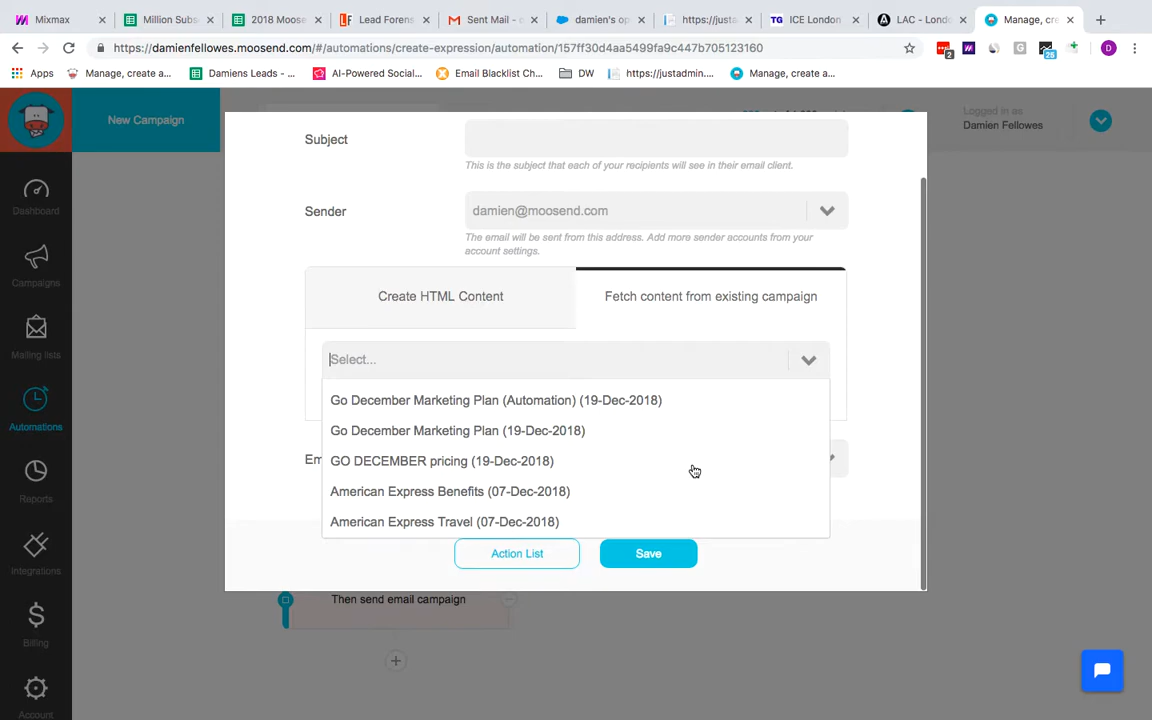 Mixmax
Million Subs
2018 Moose
Lead Forens
Sent Mail - d
damien's op
https://justa
ICE London
LAC - Londo
Manage, cre
https://damienfellowes.moosend.com/#/automations/create-expression/automation/157ff30d4aa5499fa9c447b705123160
2
25
D
Apps
Manage, create a...
Damiens Leads - ...
AI-Powered Social...
Email Blacklist Ch...
DW
https://justadmin....
Manage, create a...
New Campaign
Logged in as
Damien Fellowes
Dashboard
Campaigns
Mailing lists
Automations
Reports
Integrations
Billing
Account
Subject
This is the subject that each of your recipients will see in their email client.
Sender
damien@moosend.com
The email will be sent from this address. Add more sender accounts from your
account settings.
Create HTML Content
Fetch content from existing campaign
Select...
Go December Marketing Plan (Automation) (19-Dec-2018)
Go December Marketing Plan (19-Dec-2018)
GO DECEMBER pricing (19-Dec-2018)
American Express Benefits (07-Dec-2018)
American Express Travel (07-Dec-2018)
Em
Action List
Save
Then send email campaign